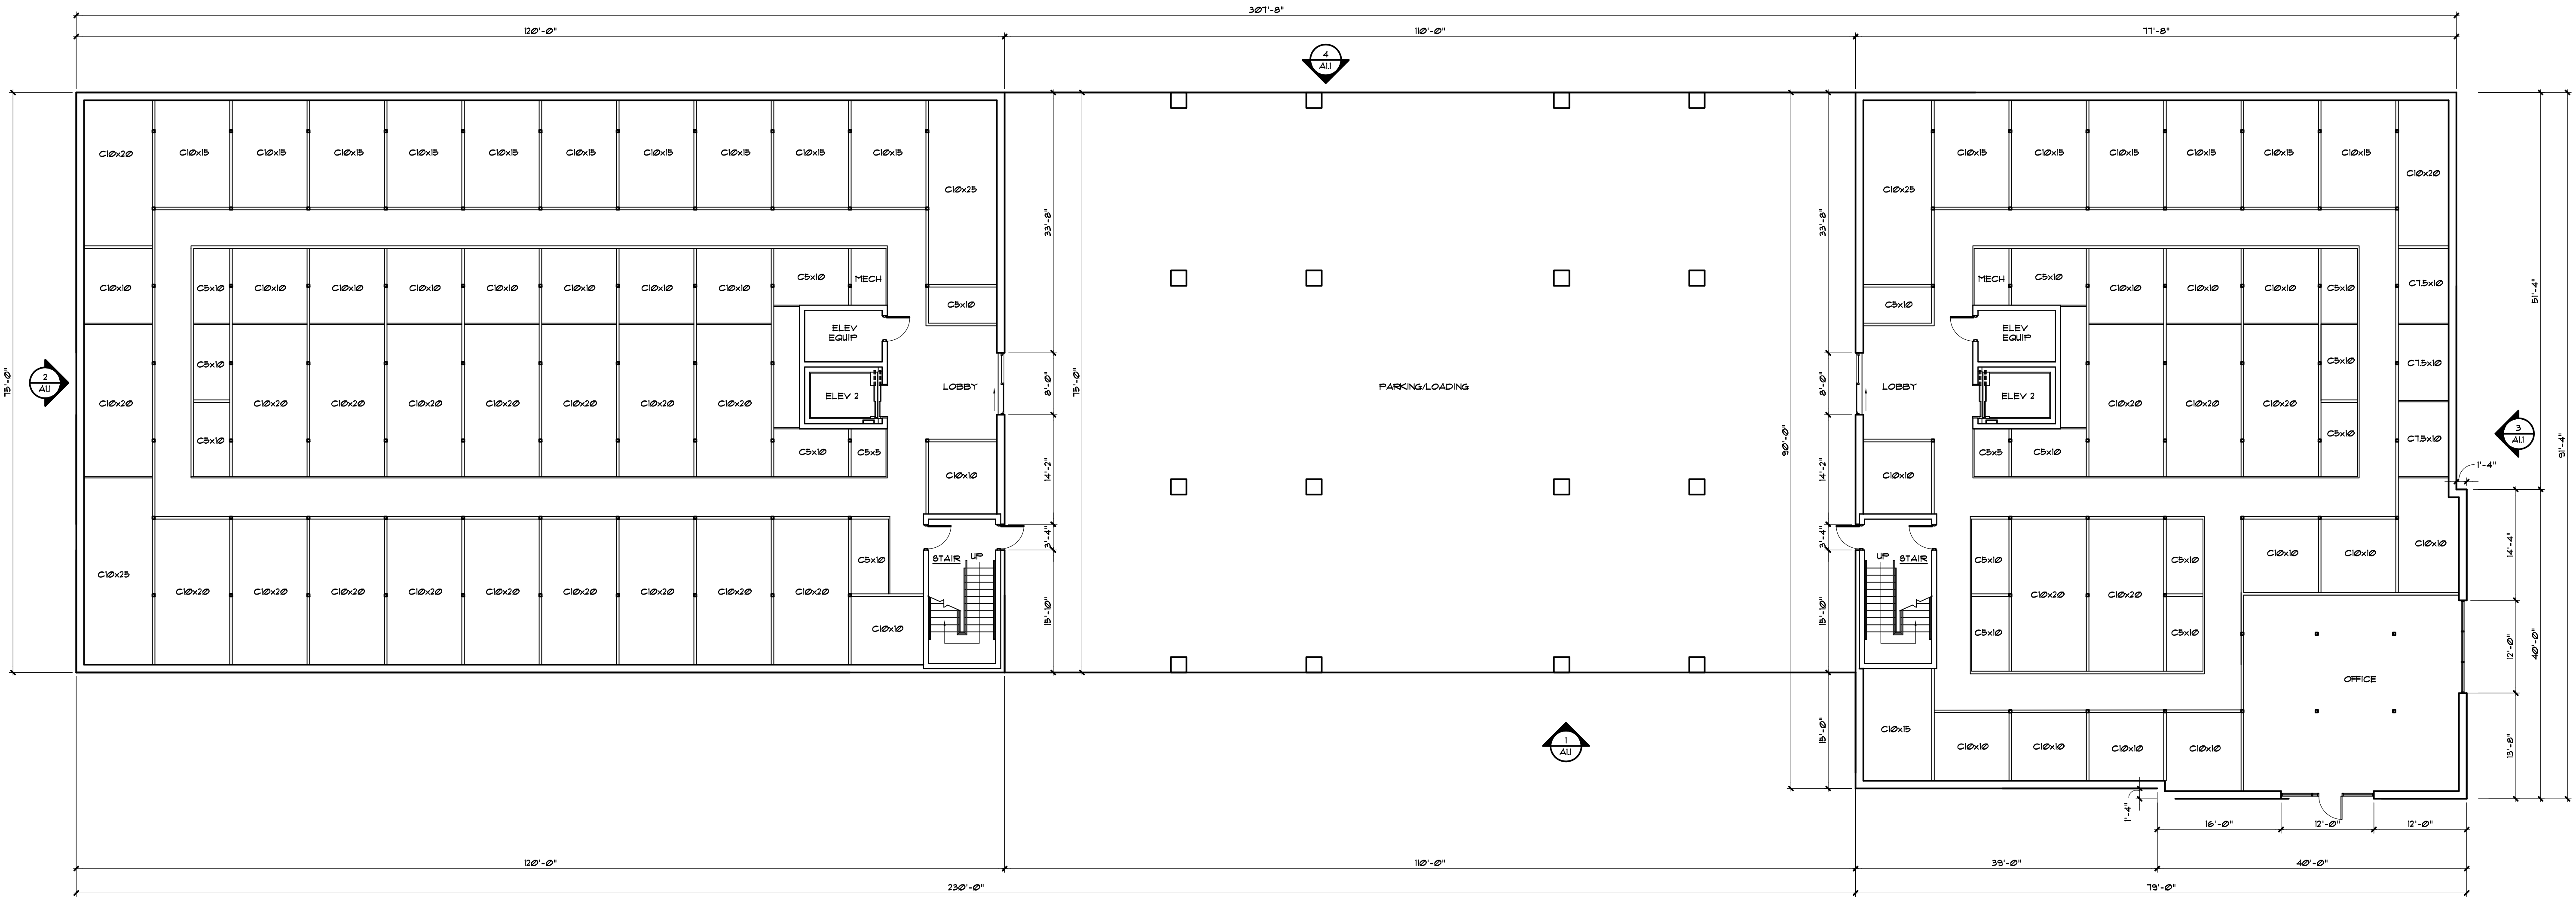 307'-8"
120'-0"
110'-0"
77'-8"
4
A1.1
C10x20
C10x15
C10x15
C10x15
C10x15
C10x15
C10x15
C10x15
C10x15
C10x15
C10x15
C10x25
33'-8"
33'-8"
C10x25
C10x15
C10x15
C10x15
C10x15
C10x15
C10x15
C10x20
C10x10
C5x10
C10x10
C10x10
C10x10
C10x10
C10x10
C10x10
C10x10
C5x10
MECH
C5x10
C5x10
MECH
C5x10
C10x10
C10x10
C10x10
C5x10
C7.5x10
51'-4"
ELEV
EQUIP
ELEV
EQUIP
C5x10
C5x10
C7.5x10
75'-0"
2
A1.1
C10x20
C10x20
C10x20
C10x20
C10x20
C10x20
C10x20
C10x20
ELEV 2
LOBBY
8'-0"
75'-0"
PARKING/LOADING
8'-0"
LOBBY
ELEV 2
C10x20
C10x20
C10x20
C5x10
C5x10
C5x10
C5x5
C10x10
14'-2"
90'-0"
14'-2"
C10x10
C5x5
C5x10
C5x10
C7.5x10
3
A1.1
91'-4"
1'-4"
C10x25
C10x20
C10x20
C10x20
C10x20
C10x20
C10x20
C10x20
C10x20
C10x20
C5x10
C10x10
STAIR
UP
3'-4"
15'-10"
3'-4"
15'-10"
UP
STAIR
C5x10
C5x10
C10x20
C10x20
C5x10
C5x10
C10x10
C10x10
C10x10
14'-4"
12'-0"
40'-0"
OFFICE
1
A1.1
15'-0"
C10x15
C10x10
C10x10
C10x10
C10x10
13'-8"
1'-4"
16'-0"
12'-0"
12'-0"
120'-0"
110'-0"
39'-0"
40'-0"
230'-0"
79'-0"